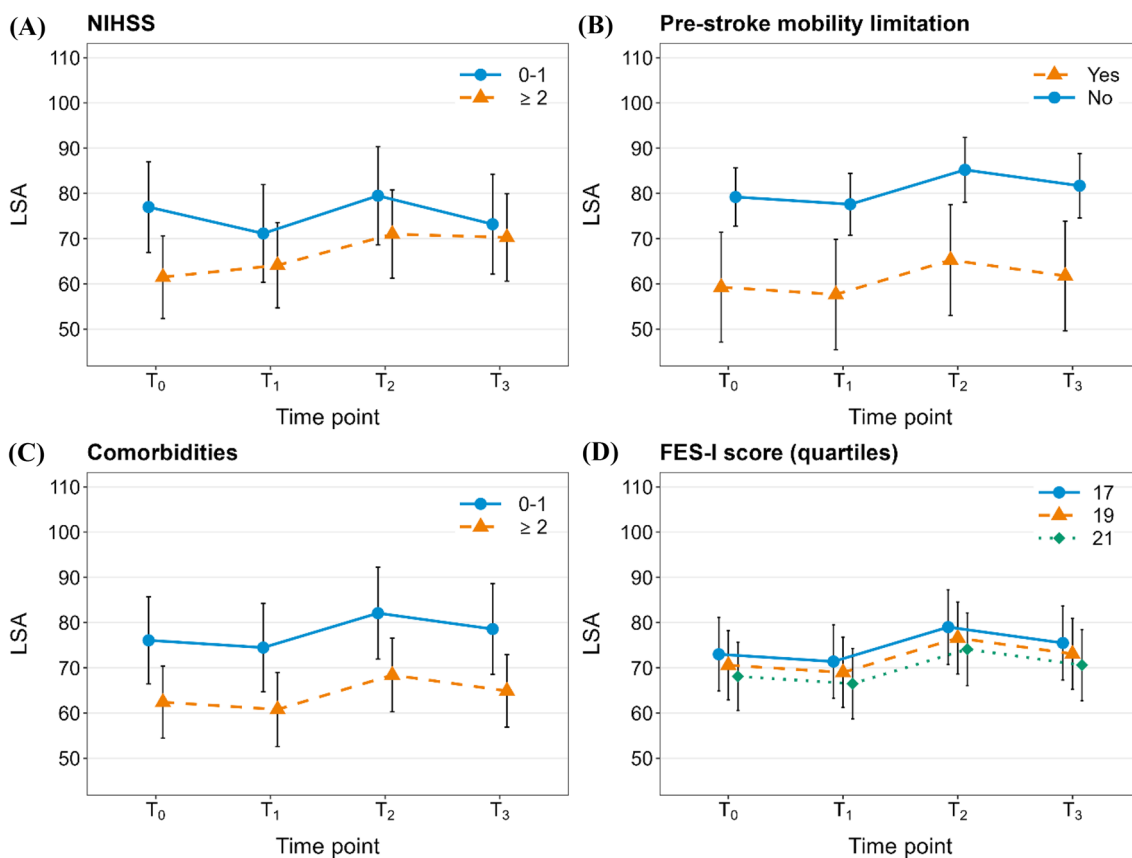 (A) NIHSS
110
100
90
80
70
60
50
LSA
0-1
≥ 2
T₀ T₁ T₂ T₃
Time point
(B) Pre-stroke mobility limitation
110
100
90
80
70
60
50
LSA
Yes
No
T₀ T₁ T₂ T₃
Time point
(C) Comorbidities
110
100
90
80
70
60
50
LSA
0-1
≥ 2
T₀ T₁ T₂ T₃
Time point
(D) FES-I score (quartiles)
110
100
90
80
70
60
50
LSA
17
19
21
T₀ T₁ T₂ T₃
Time point